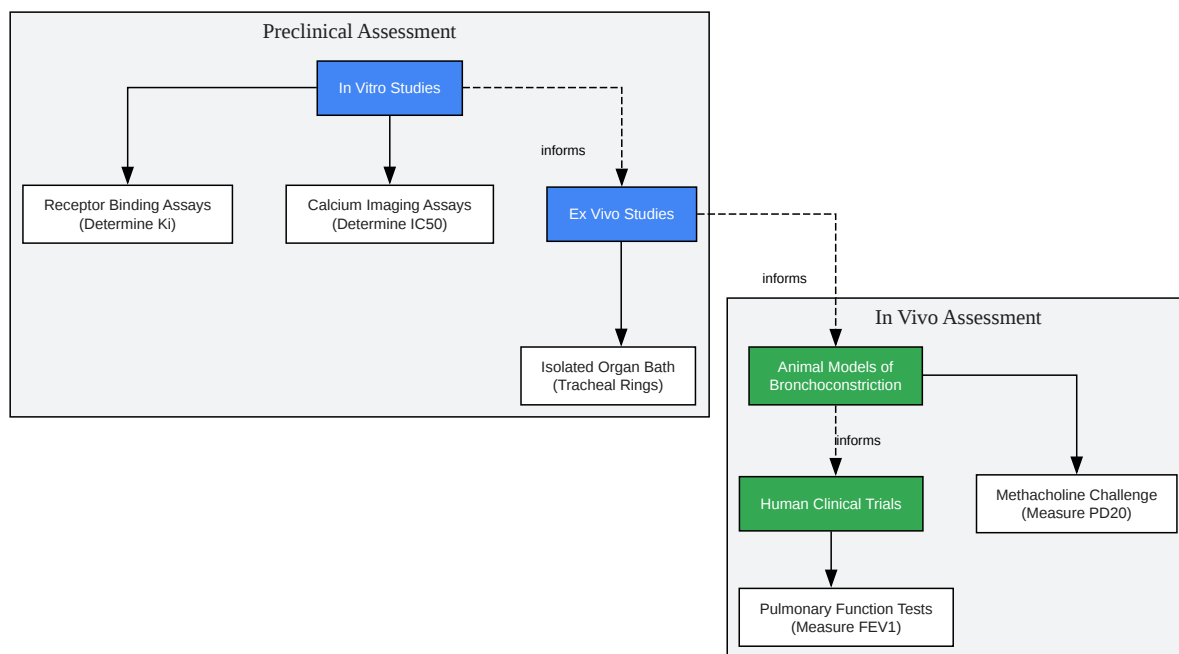 Preclinical Assessment
In Vitro Studies
informs
Receptor Binding Assays
(Determine Ki)
Calcium Imaging Assays
(Determine IC50)
Ex Vivo Studies
informs
Isolated Organ Bath
(Tracheal Rings)
In Vivo Assessment
Animal Models of
Bronchoconstriction
informs
Human Clinical Trials
Methacholine Challenge
(Measure PD20)
Pulmonary Function Tests
(Measure FEV1)